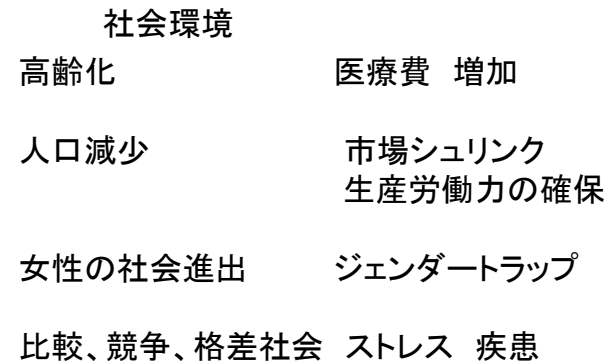 社会環境
高齢化　医療費　増加
人口減少　市場シュリンク
生産労働力の確保
女性の社会進出　ジェンダートラップ
比較、競争、格差社会　ストレス　疾患